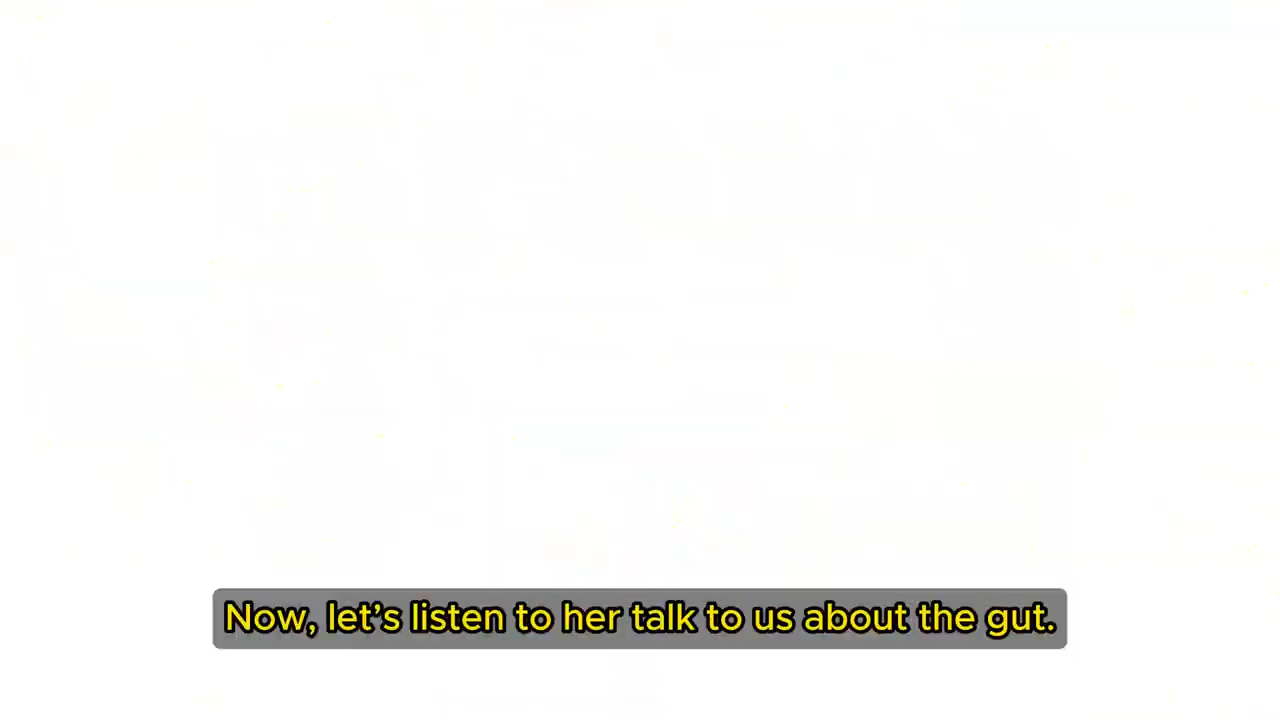 Now, let’s listen to her talk to us about the gut.